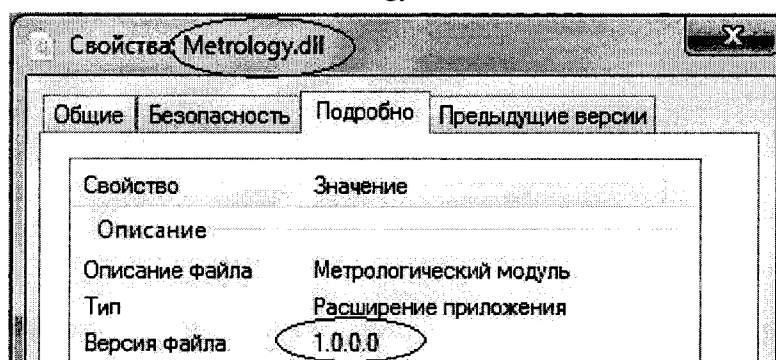 Свойства: Metrology.dll
Общие Безопасность Подробно Предыдущие версии
Свойство Значение
Описание
Описание файла Метрологический модуль
Тип Расширение приложения
Версия файла 1.0.0.0